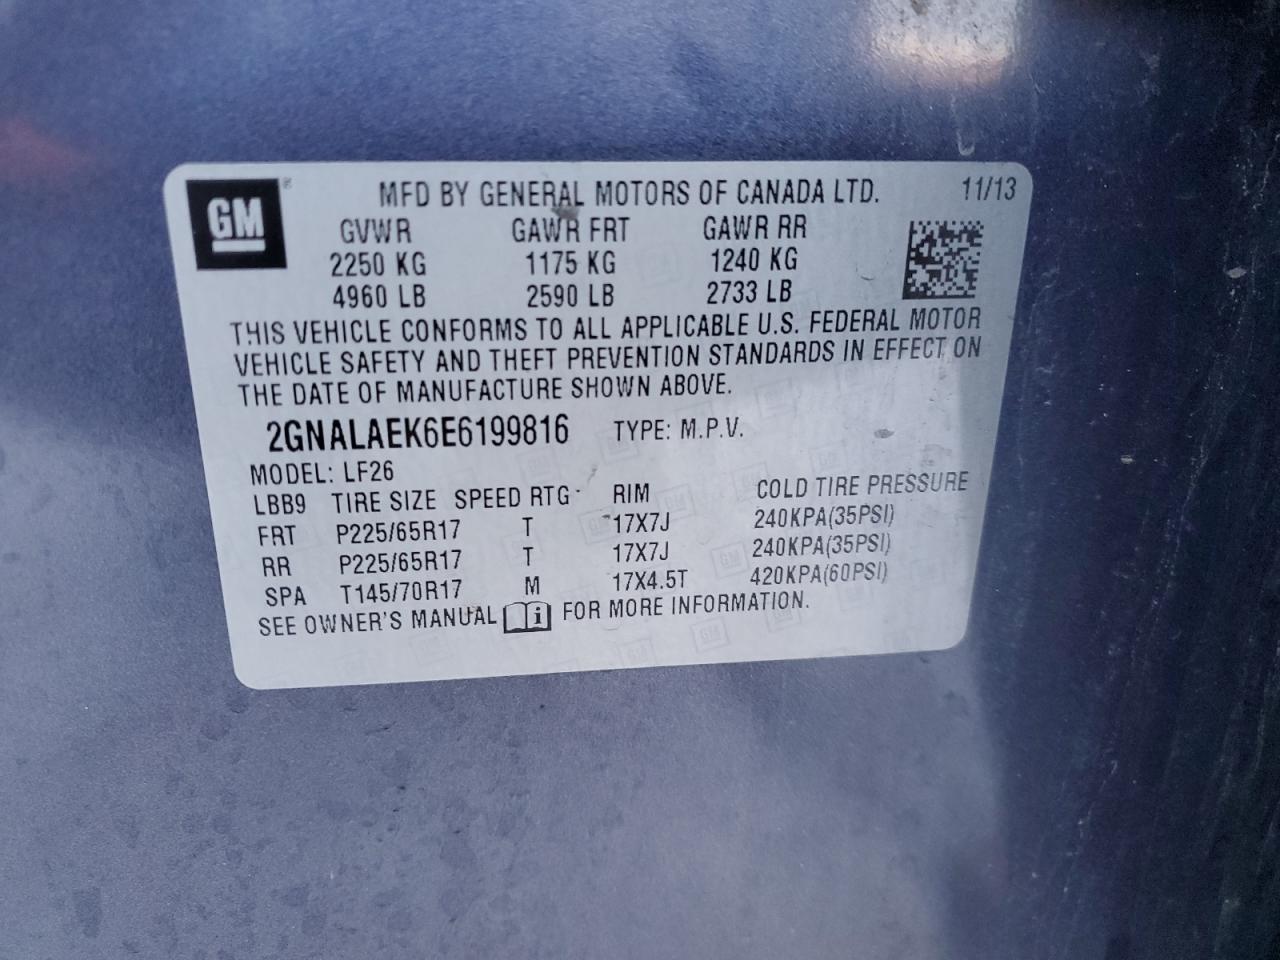 GM ® MFD BY GENERAL MOTORS OF CANADA LTD. 11/13
GVWR GAWR FRT GAWR RR
2250 KG 1175 KG 1240 KG
4960 LB 2590 LB 2733 LB
THIS VEHICLE CONFORMS TO ALL APPLICABLE U.S. FEDERAL MOTOR
VEHICLE SAFETY AND THEFT PREVENTION STANDARDS IN EFFECT ON
THE DATE OF MANUFACTURE SHOWN ABOVE.
2GNALAEK6E6199816 TYPE: M.P.V.
MODEL: LF26
LBB9 TIRE SIZE SPEED RTG RIM COLD TIRE PRESSURE
FRT P225/65R17 T 17X7J 240KPA(35PSI)
RR P225/65R17 T 17X7J 240KPA(35PSI)
SPA T145/70R17 M 17X4.5T 420KPA(60PSI)
SEE OWNER'S MANUAL i FOR MORE INFORMATION.